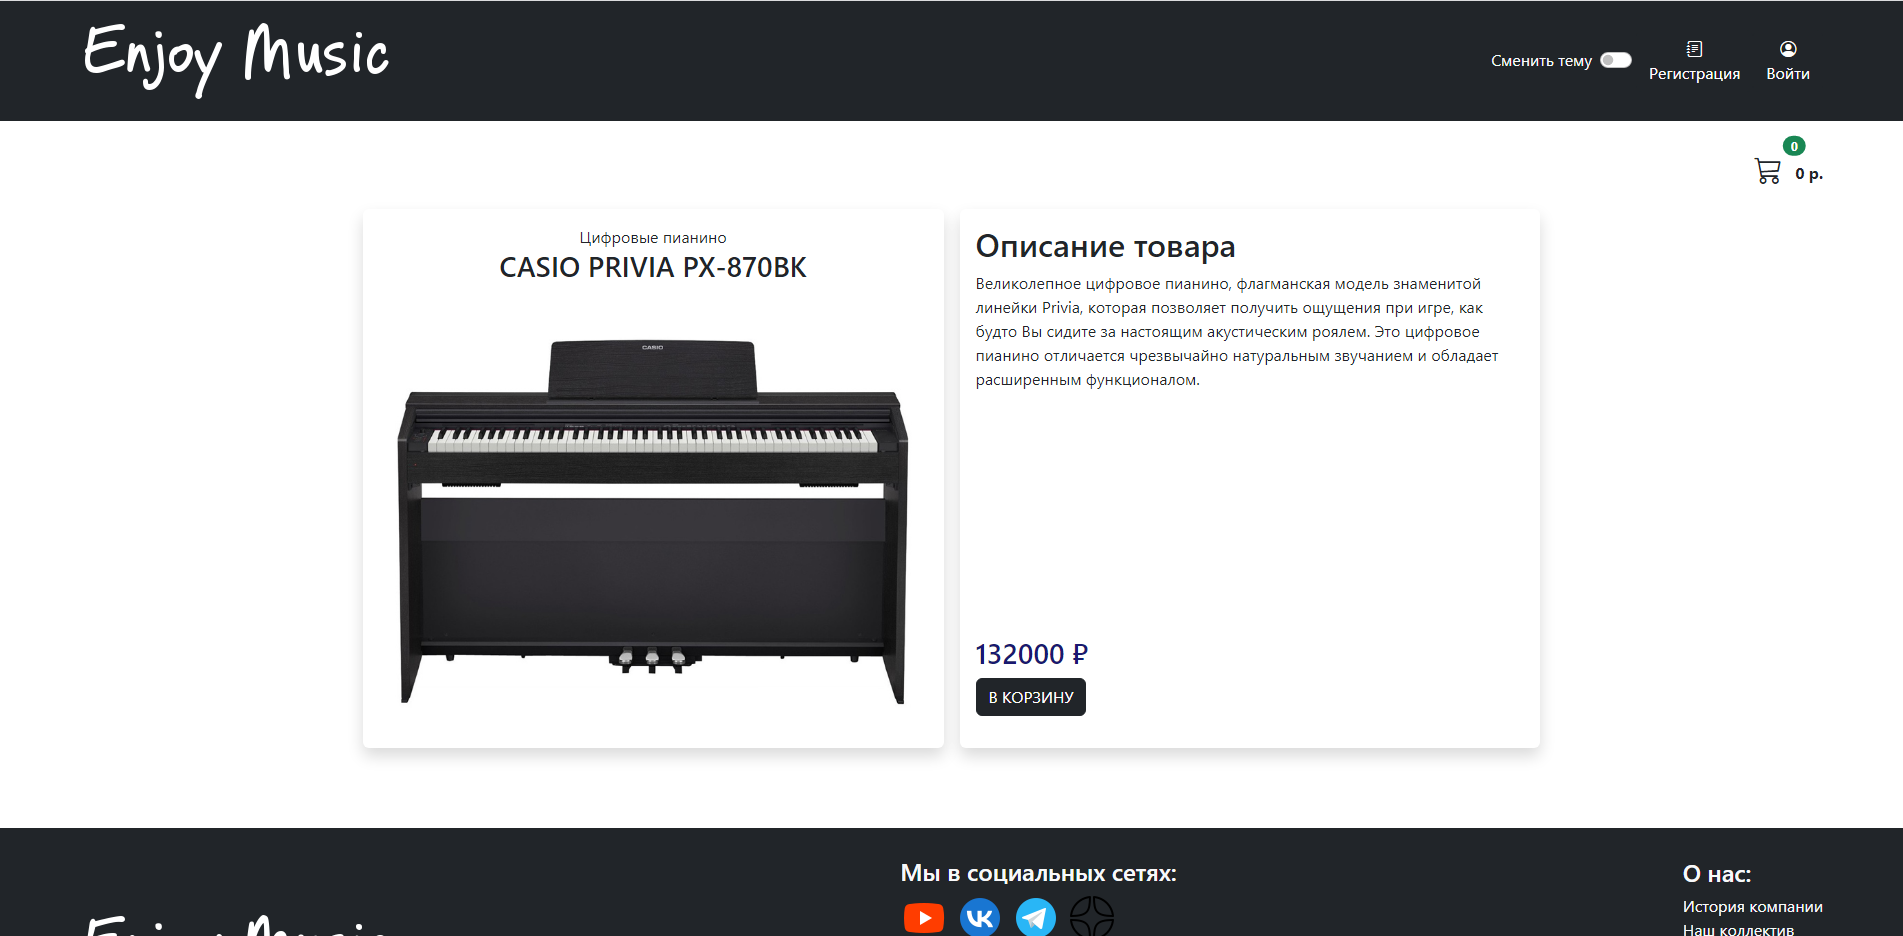 Enjoy Music
Сменить тему
Регистрация
Войти
0
0 р.
Цифровые пианино
CASIO PRIVIA PX-870BK
CASIO
Описание товара
Великолепное цифровое пианино, флагманская модель знаменитой
линейки Privia, которая позволяет получить ощущения при игре, как
будто Вы сидите за настоящим акустическим роялем. Это цифровое
пианино отличается чрезвычайно натуральным звучанием и обладает
расширенным функционалом.
132000 ₽
В КОРЗИНУ
Мы в социальных сетях:
О нас:
История компании
Наш коллектив